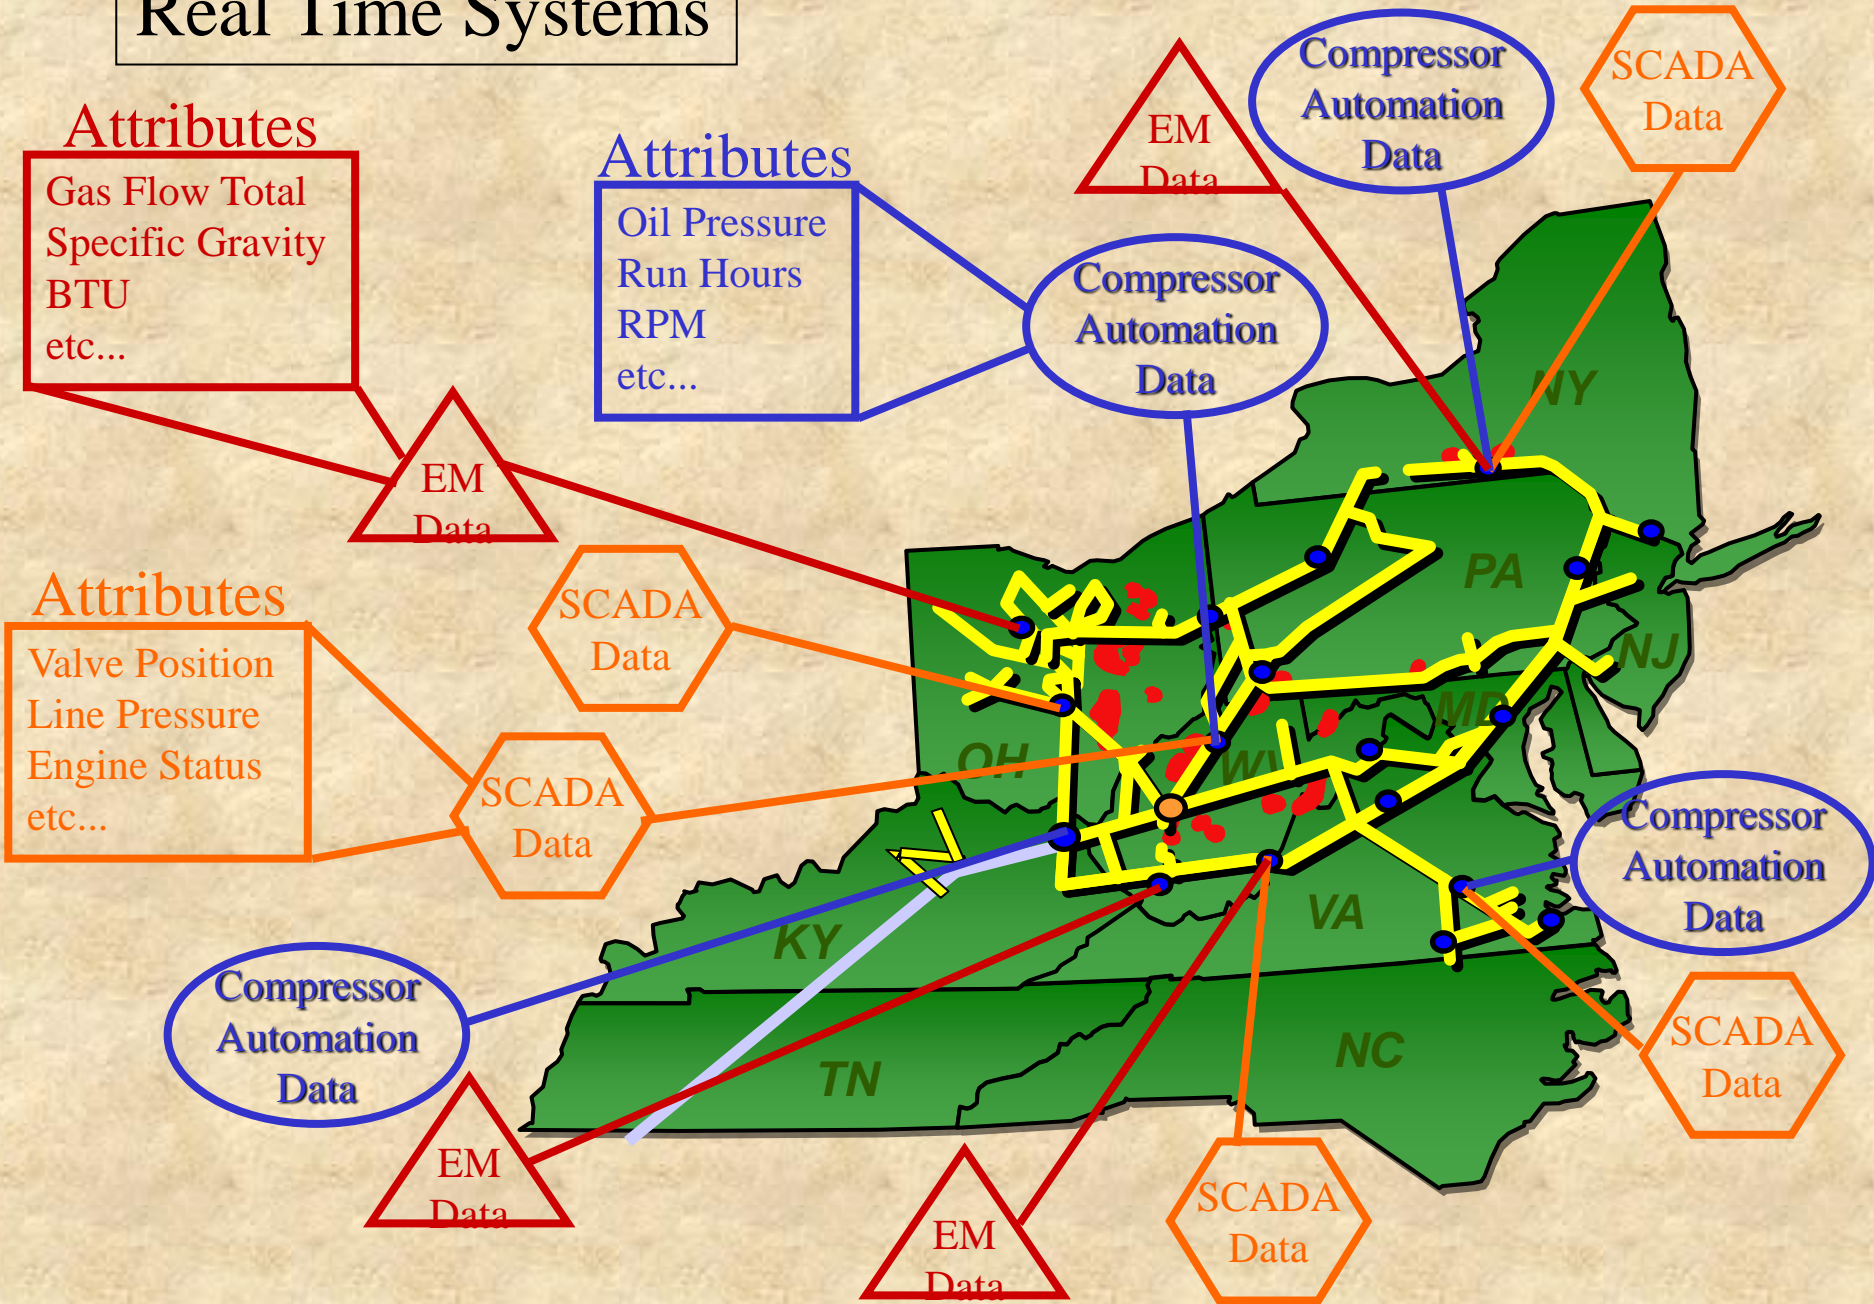 Real Time Systems
Attributes
Gas Flow Total
Specific Gravity
BTU
etc...
Attributes
Oil Pressure
Run Hours
RPM
etc...
EM
Data
Compressor
Automation
Data
SCADA
Data
Compressor
Automation
Data
EM
Data
Attributes
Valve Position
Line Pressure
Engine Status
etc...
SCADA
Data
SCADA
Data
NY
PA
NJ
MD
OH
WV
VA
KY
TN
NC
Compressor
Automation
Data
Compressor
Automation
Data
SCADA
Data
EM
Data
EM
Data
SCADA
Data